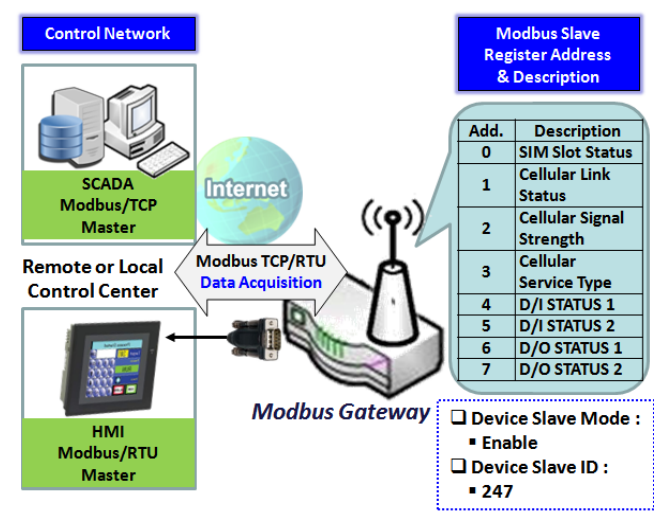 Control Network
SCADA
Modbus/TCP
Master
Remote or Local
Control Center
HMI
Modbus/RTU
Master
Internet
Modbus TCP/RTU
Data Acquisition
Modbus Gateway
Modbus Slave
Register Address
& Description
Add. Description
0 SIM Slot Status
1 Cellular Link
Status
2 Cellular Signal
Strength
3 Cellular
Service Type
4 D/I STATUS 1
5 D/I STATUS 2
6 D/O STATUS 1
7 D/O STATUS 2
❑ Device Slave Mode :
▪ Enable
❑ Device Slave ID :
▪ 247